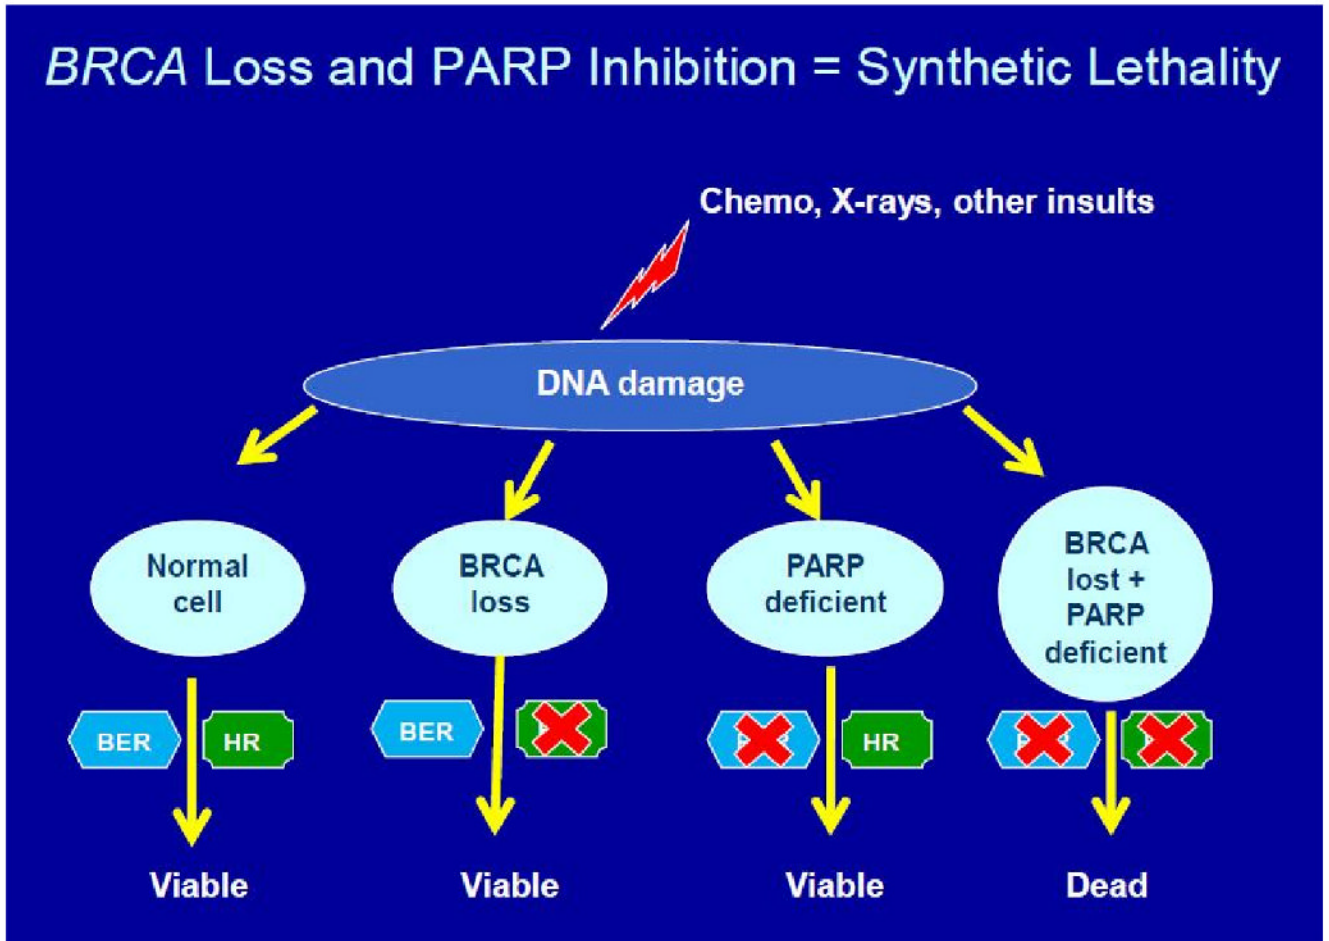 BRCA Loss and PARP Inhibition = Synthetic Lethality
Chemo, X-rays, other insults
DNA damage
Normal
cell
BRCA
loss
PARP
deficient
BRCA
lost +
PARP
deficient
BER
HR
BER
HR
Viable
Viable
Viable
Dead